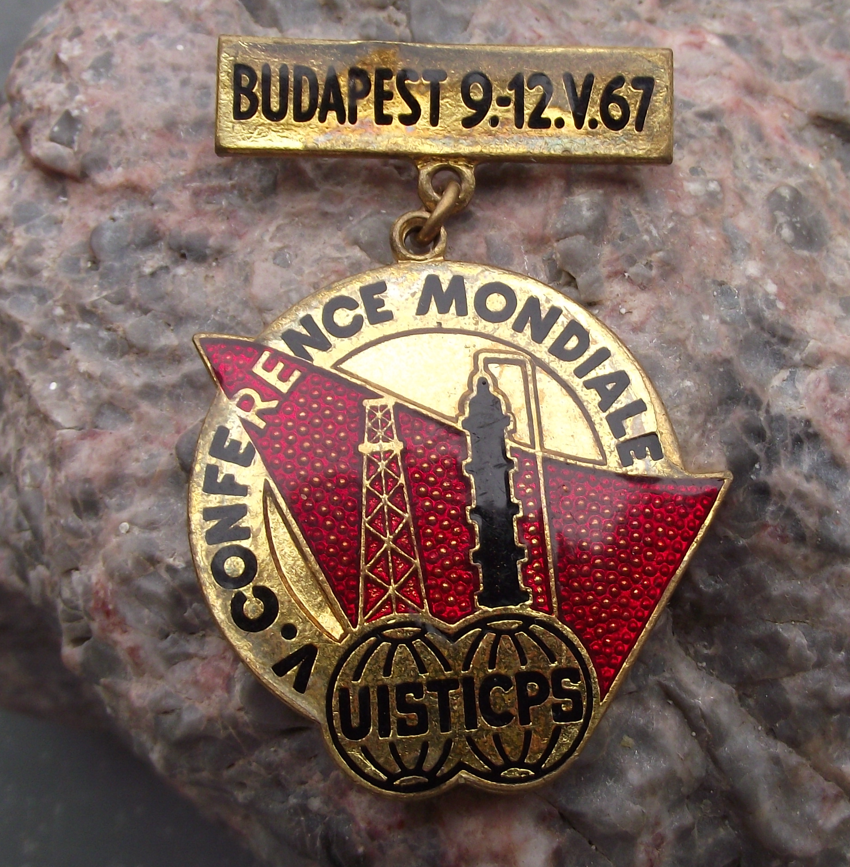 BUDAPEST 9.-12.V.67
V. CONFERENCE MONDIALE
UISTICPS